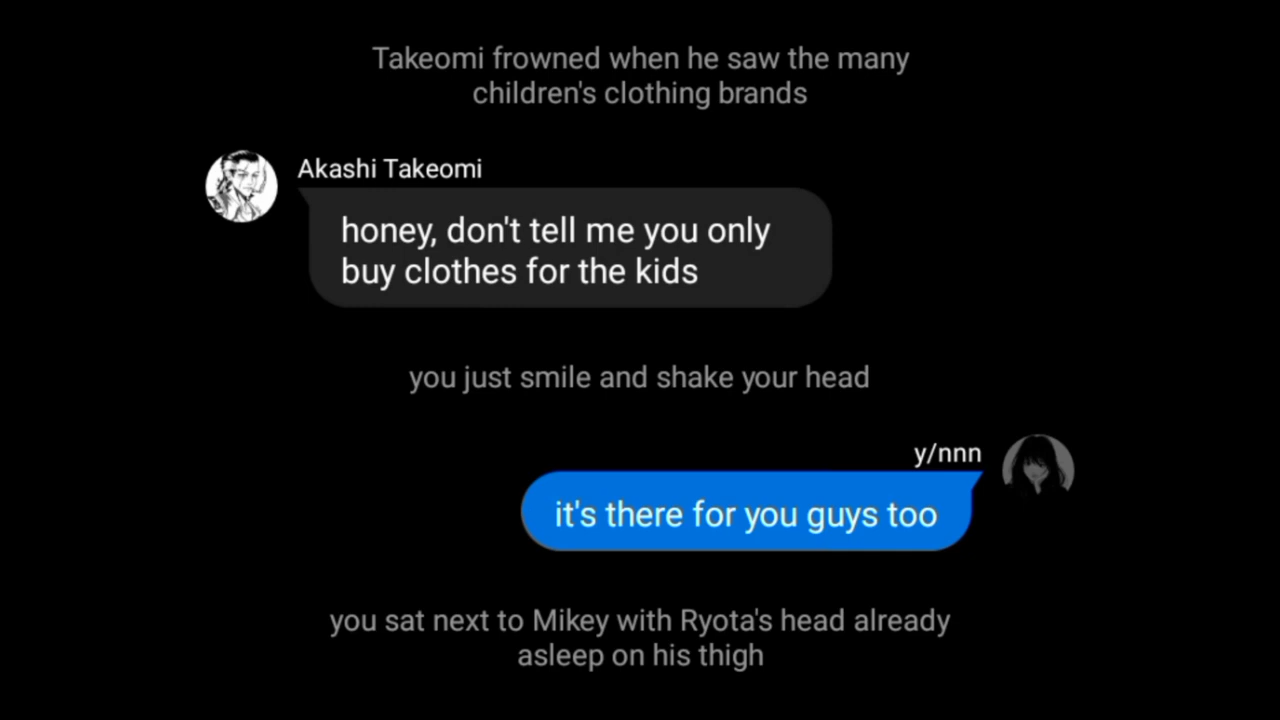 Takeomi frowned when he saw the many
children's clothing brands
Akashi Takeomi
honey, don't tell me you only
buy clothes for the kids
you just smile and shake your head
y/nnn
it's there for you guys too
you sat next to Mikey with Ryota's head already
asleep on his thigh